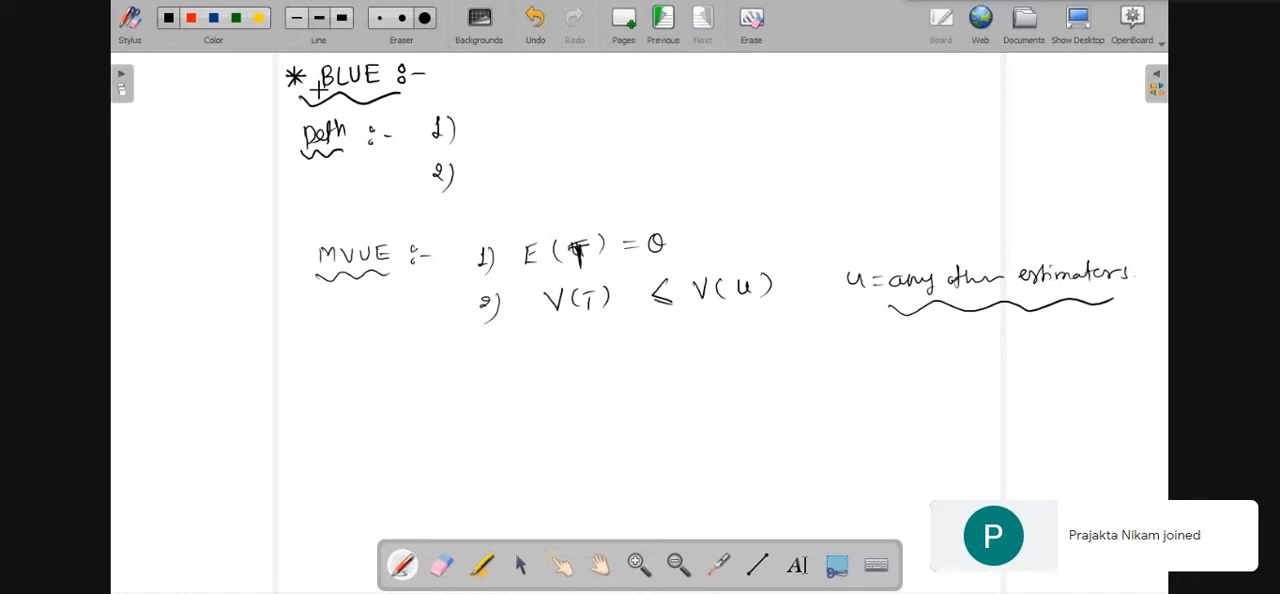 Stylus Color Line Eraser Backgrounds Undo Redo Pages Previous Next Erase Board Web Documents Show Desktop OpenBoard
* BLUE :-
Defn :- 1)
2)
MVUE :- 1) E(T) = θ
2) V(T) ≤ V(U) U = any other estimators.
P Prajakta Nikam joined